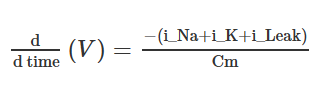 d/d time (V) = −(i_Na+i_K+i_Leak)/Cm